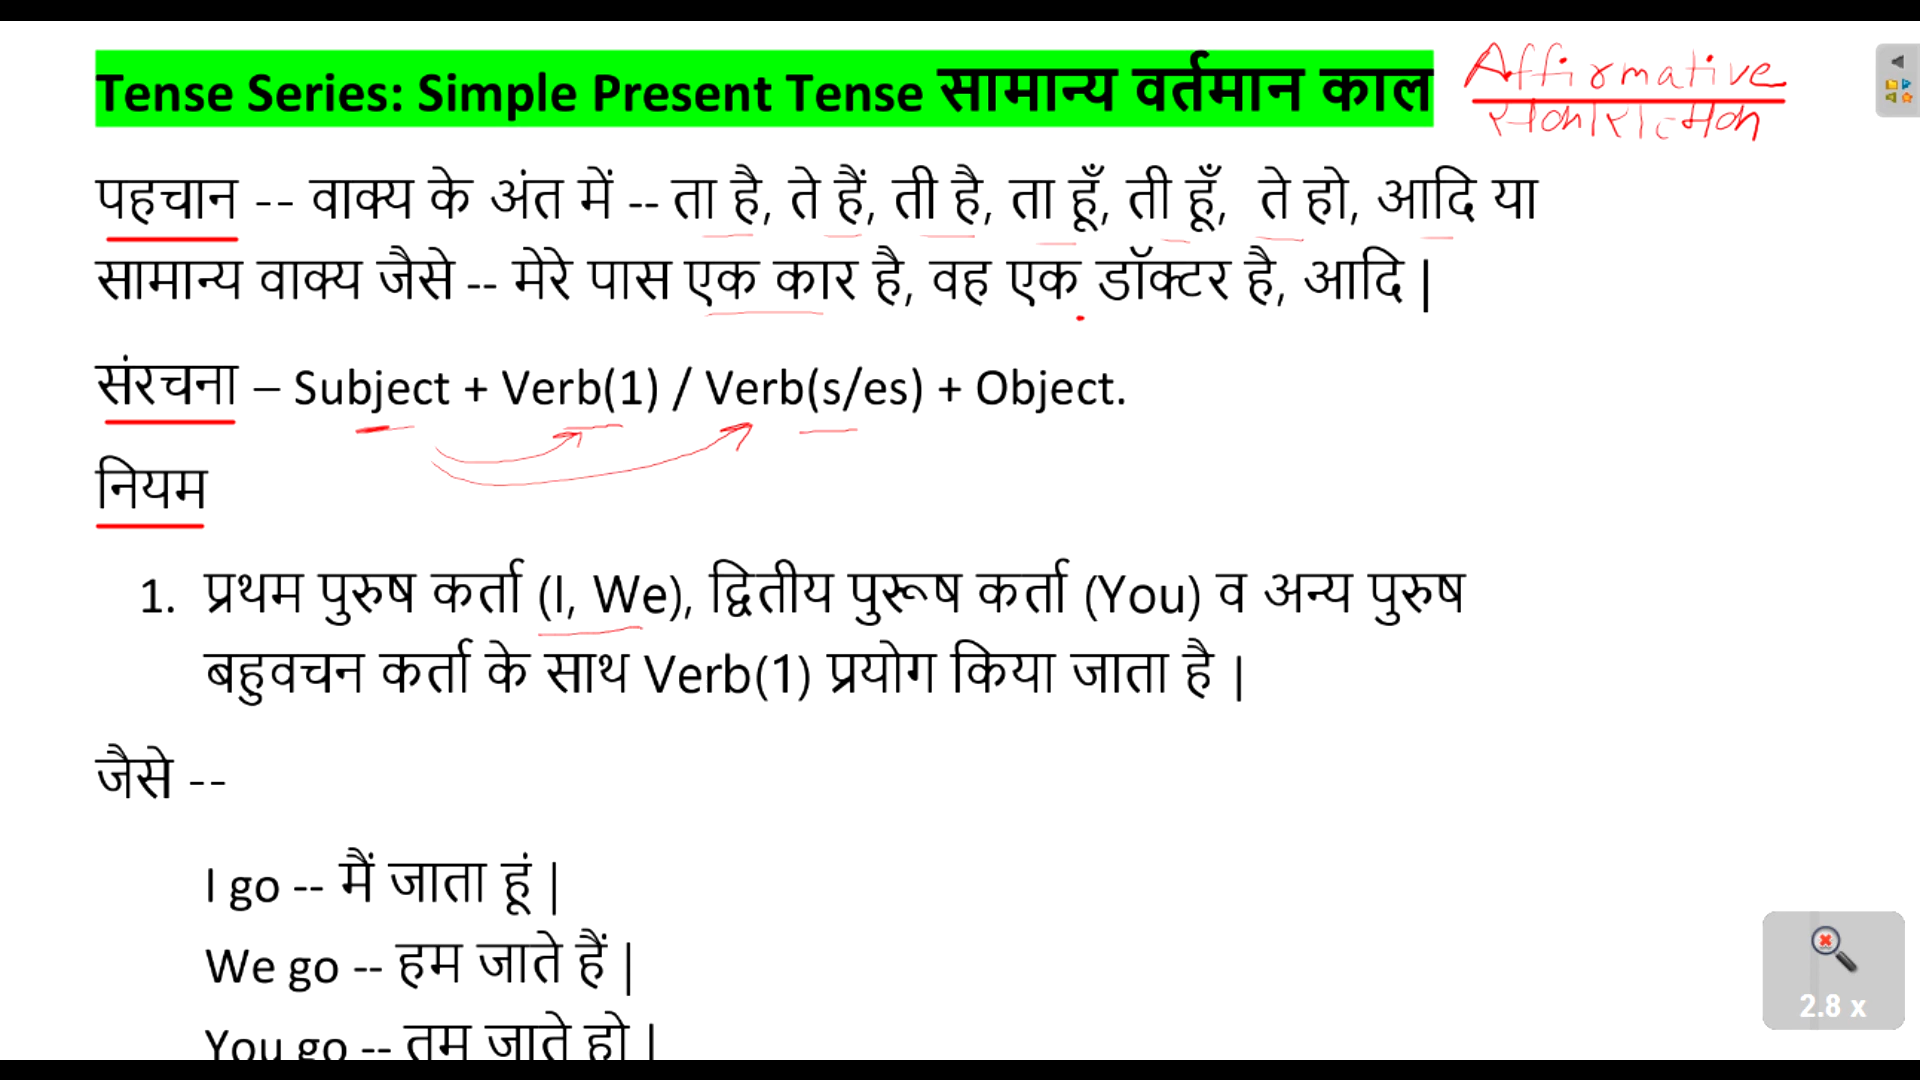 Tense Series: Simple Present Tense सामान्य वर्तमान काल
Affirmative
सकारात्मक
पहचान -- वाक्य के अंत में -- ता है, ते हैं, ती है, ता हूँ, ती हूँ, ते हो, आदि या
सामान्य वाक्य जैसे -- मेरे पास एक कार है, वह एक डॉक्टर है, आदि |
संरचना – Subject + Verb(1) / Verb(s/es) + Object.
नियम
1. प्रथम पुरुष कर्ता (I, We), द्वितीय पुरूष कर्ता (You) व अन्य पुरुष
बहुवचन कर्ता के साथ Verb(1) प्रयोग किया जाता है |
जैसे --
I go -- मैं जाता हूं |
We go -- हम जाते हैं |
You go -- तुम जाते हो |
2.8 x